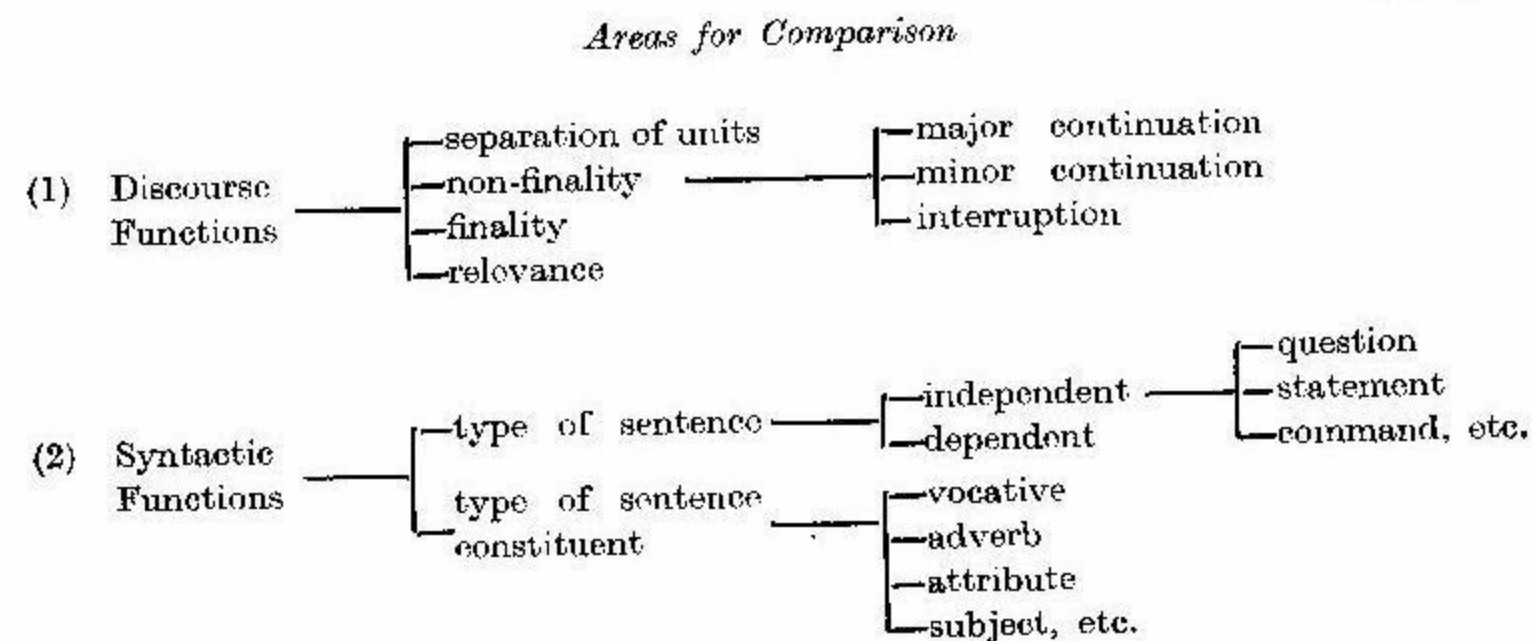 Areas for Comparison
separation of units
major continuation
(1) Discourse
non-finality
minor continuation
Functions
finality
interruption
relevance
question
independent
statement
type of sentence
dependent
command, etc.
(2) Syntactic
Functions
type of sentence
constituent
vocative
adverb
attribute
subject, etc.